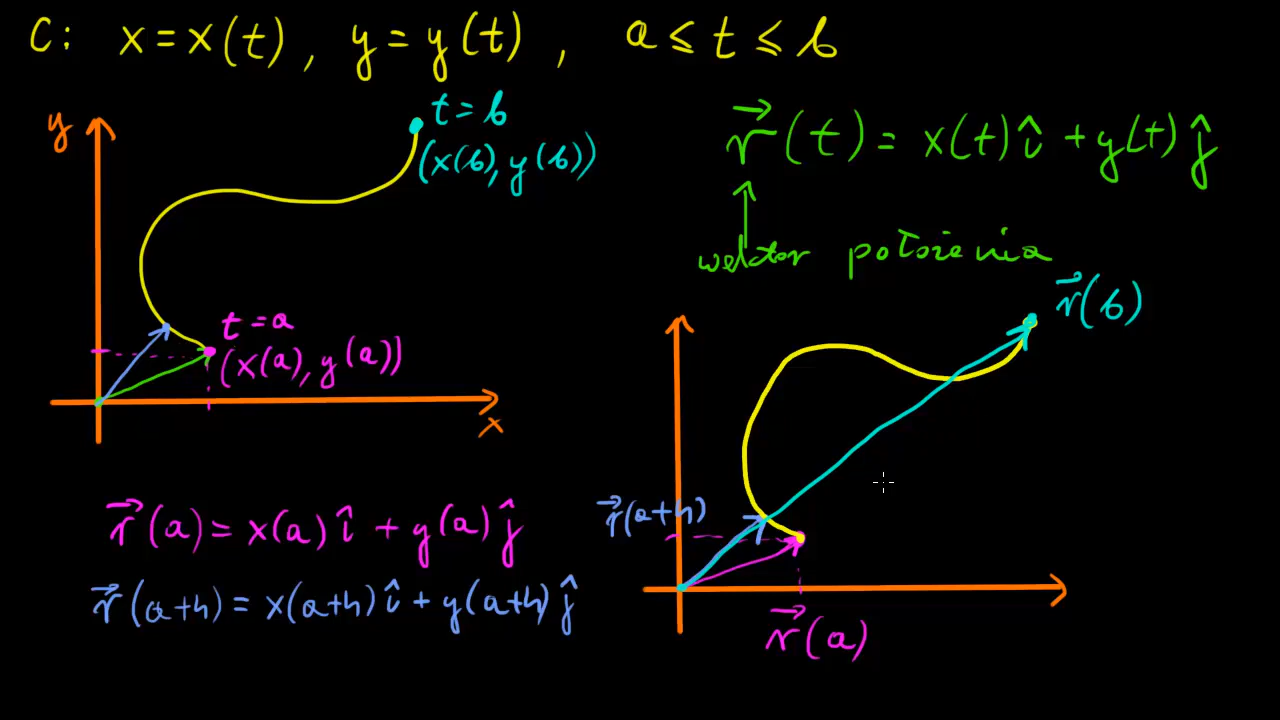 C: x = x(t), y = y(t), a ≤ t ≤ b
y
t = b
(x(b), y(b))
t = a
(x(a), y(a))
x
r⃗(t) = x(t)î + y(t)ĵ
wektor położenia
r⃗(b)
r⃗(a+h)
r⃗(a)
r⃗(a) = x(a)î + y(a)ĵ
r⃗(a+h) = x(a+h)î + y(a+h)ĵ